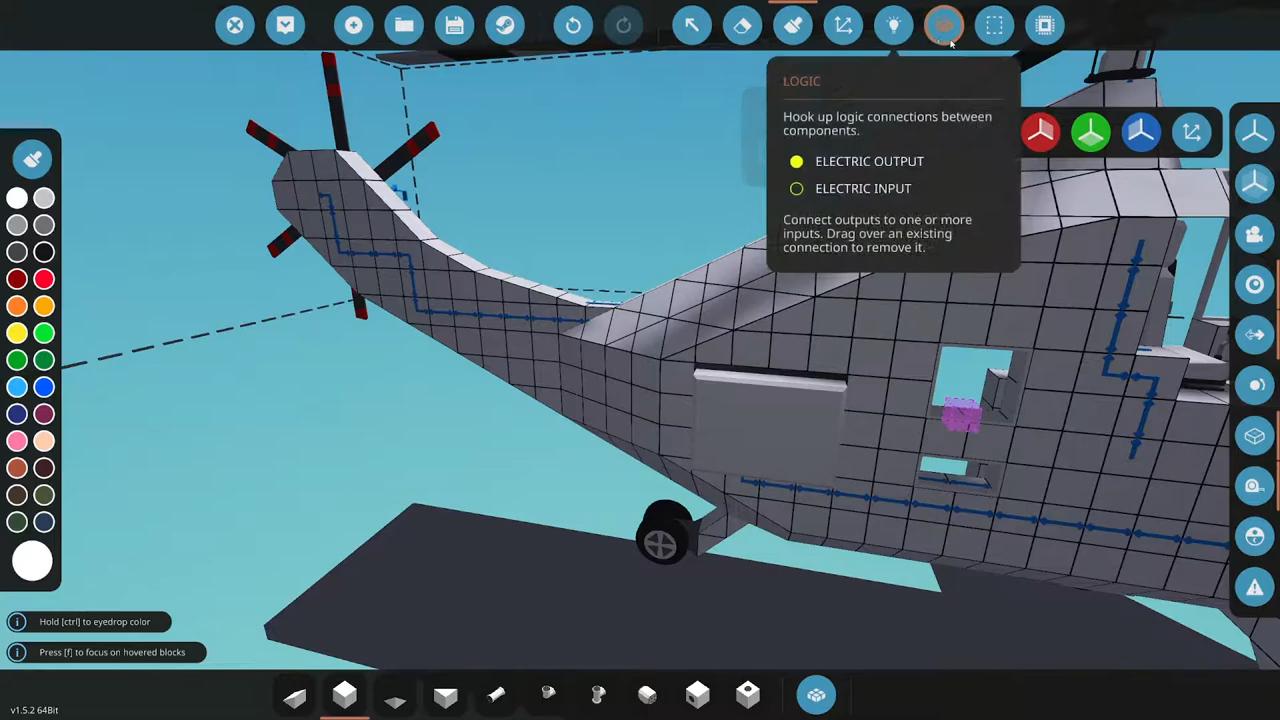 LOGIC
Hook up logic connections between
components.
ELECTRIC OUTPUT
ELECTRIC INPUT
Connect outputs to one or more
inputs. Drag over an existing
connection to remove it.
Hold [ctrl] to eyedrop color
Press [f] to focus on hovered blocks
v1.5.2 64Bit